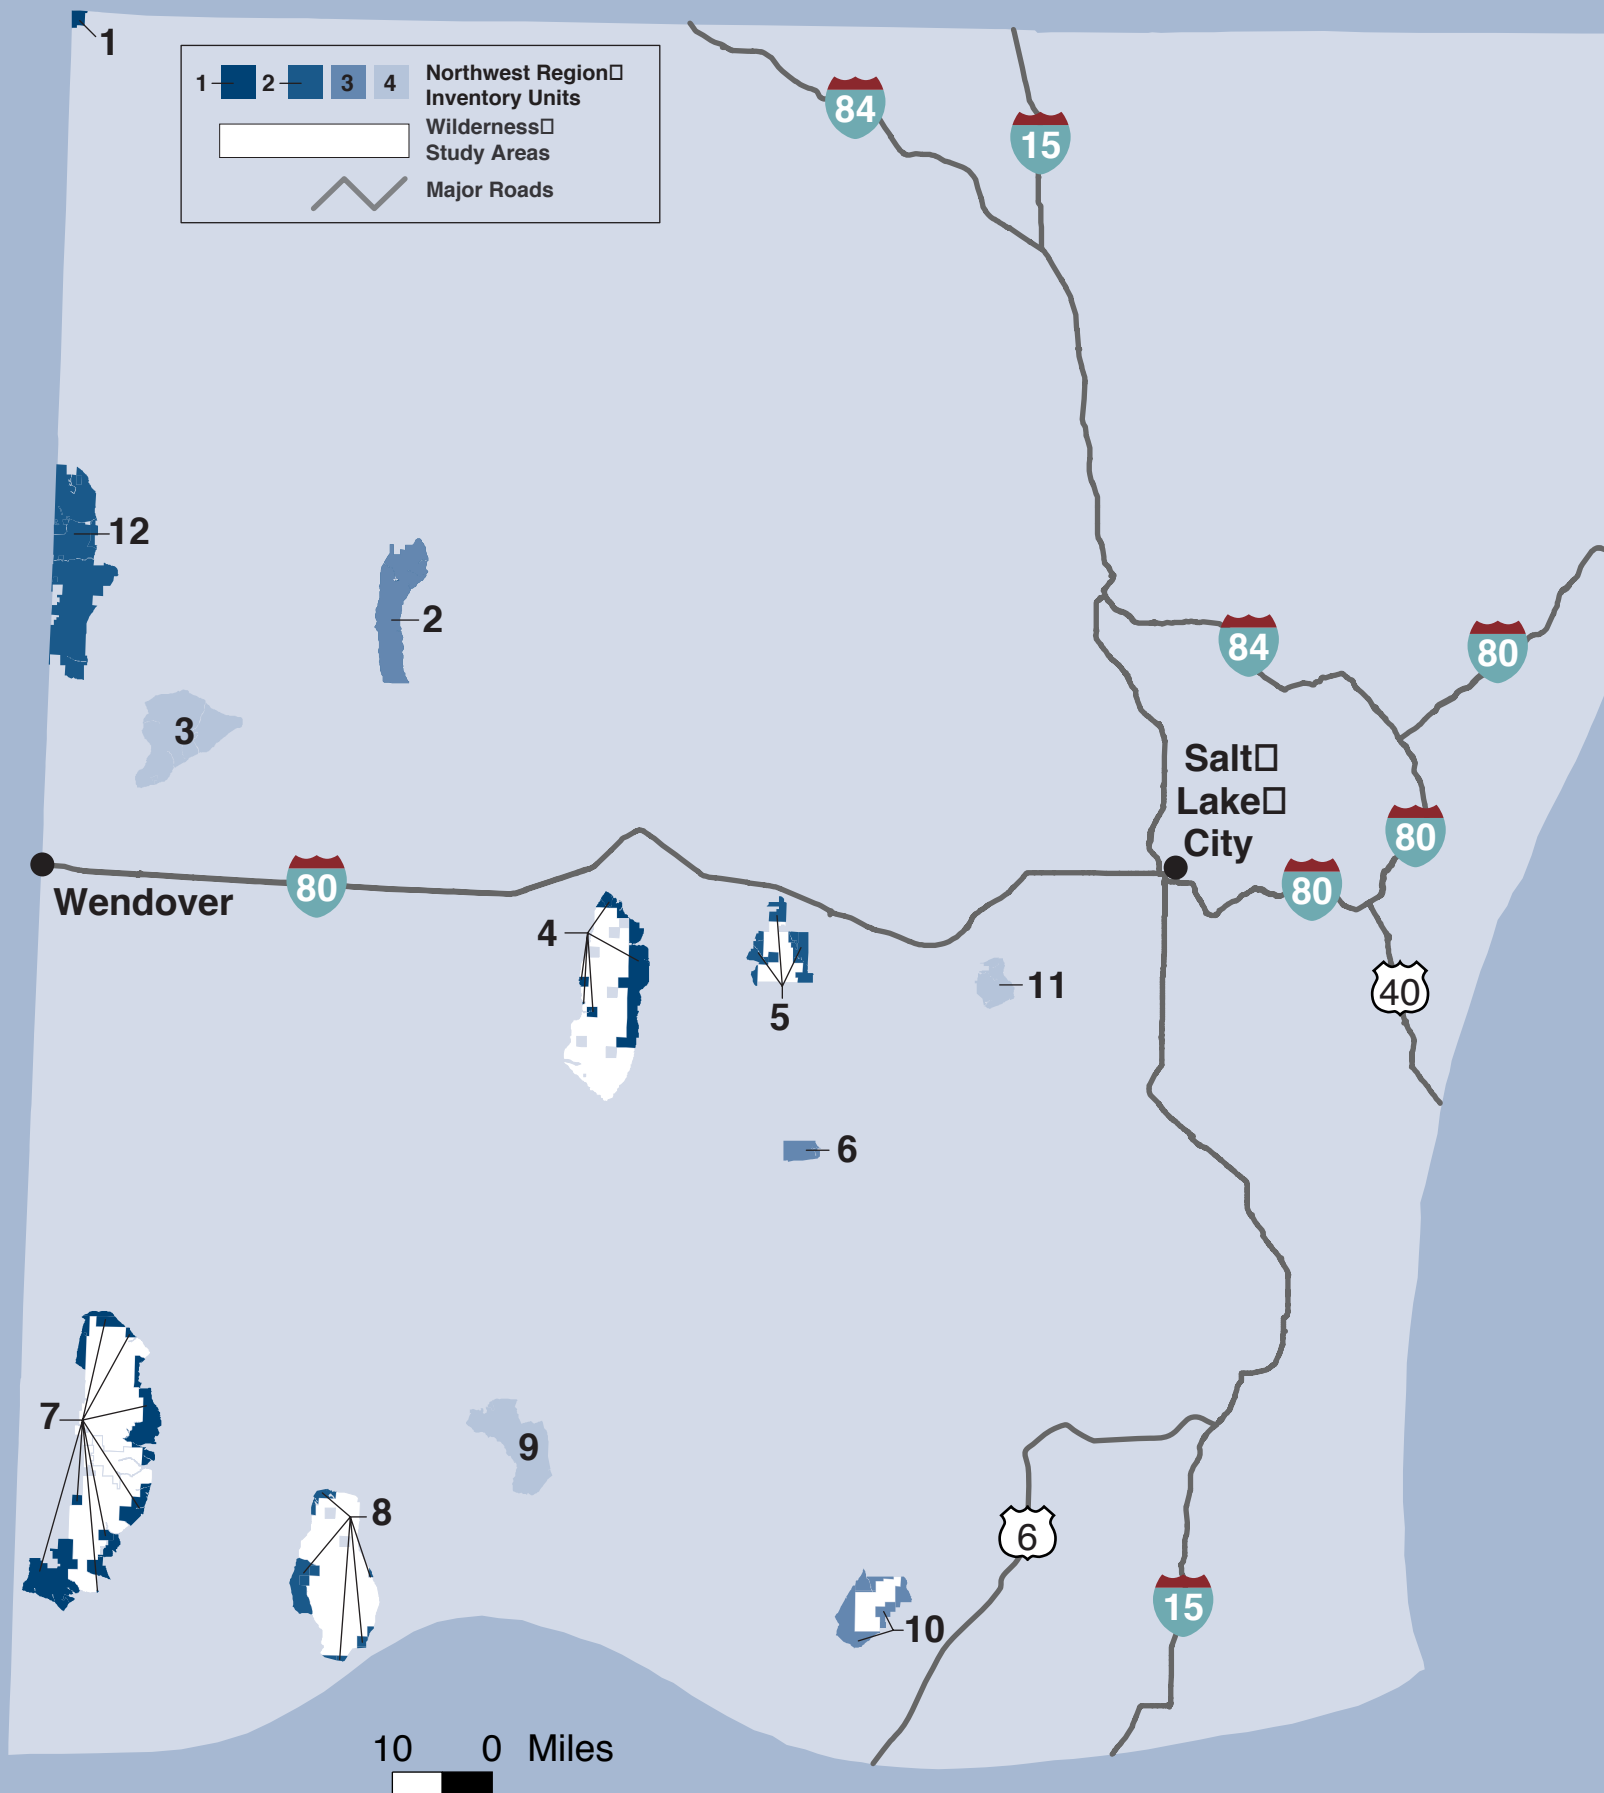 1
1 2 3 4 Northwest Region
Inventory Units
Wilderness
Study Areas
Major Roads
84
15
12
2
84
80
3
Salt
Lake
City
80
80
80
Wendover
4
5
11
40
6
7
9
8
6
10
15
10 0 Miles